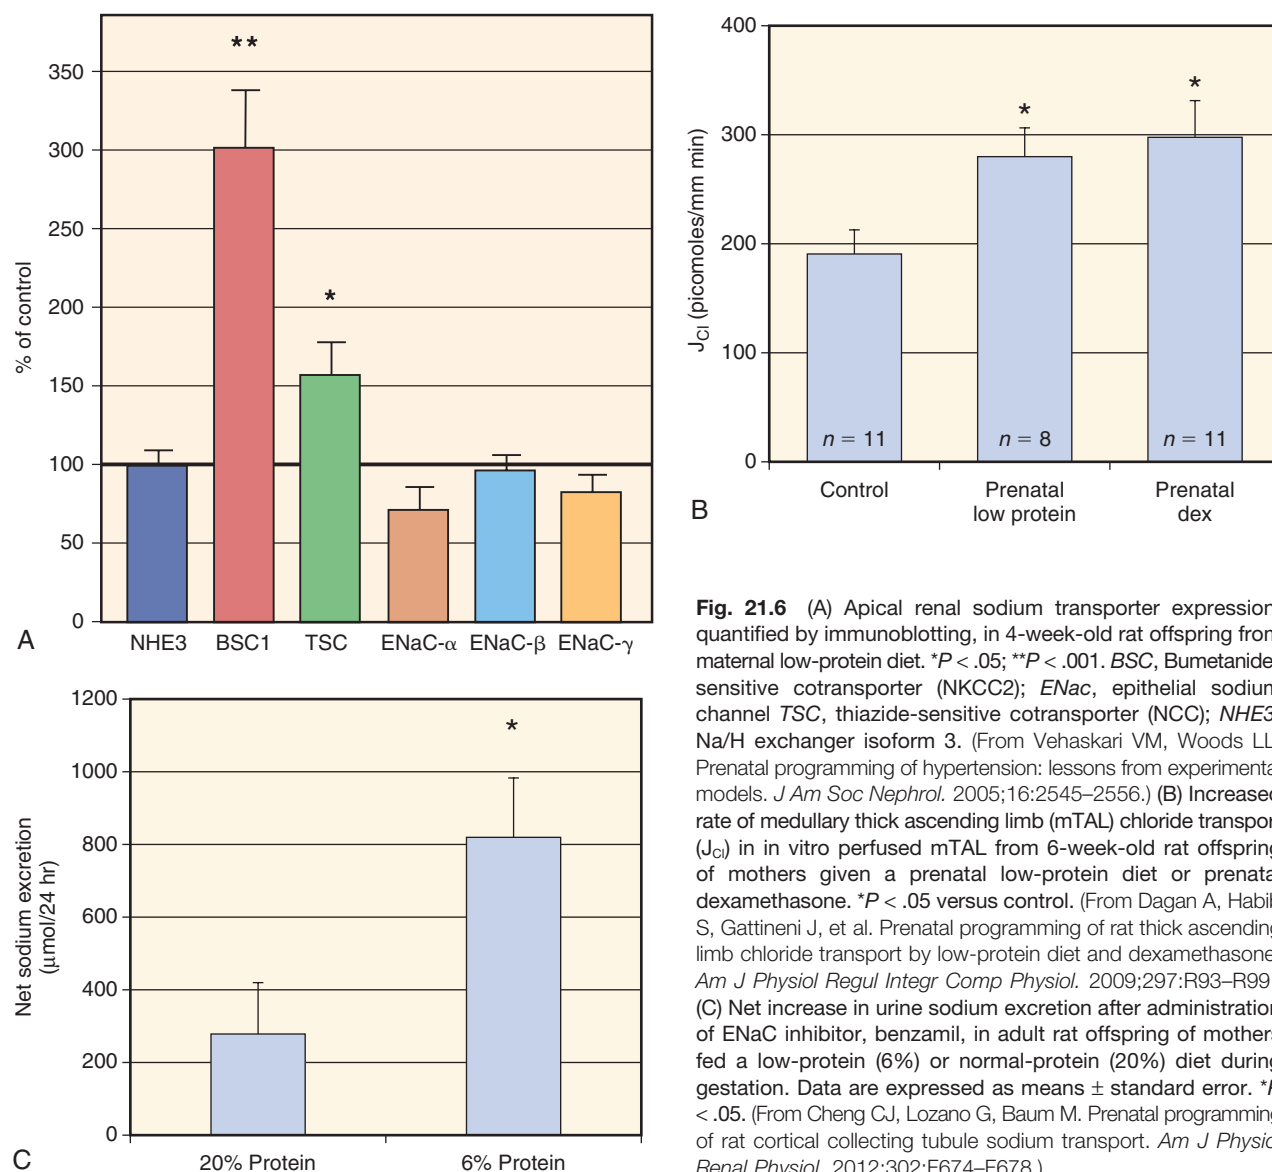 **
350
300
250
200
*
150
100
50
0
% of control
NHE3 BSC1 TSC ENaC-α ENaC-β ENaC-γ
A
400
300
200
100
0
J_Cl (picomoles/mm min)
*
*
n = 11
n = 8
n = 11
Control
Prenatal
low protein
Prenatal
dex
B
1200
1000
800
600
400
200
0
Net sodium excretion
(μmol/24 hr)
*
20% Protein
6% Protein
C
Fig. 21.6 (A) Apical renal sodium transporter expression
quantified by immunoblotting, in 4-week-old rat offspring from
maternal low-protein diet. *P < .05; **P < .001. BSC, Bumetanide
sensitive cotransporter (NKCC2); ENac, epithelial sodium
channel TSC, thiazide-sensitive cotransporter (NCC); NHE3
Na/H exchanger isoform 3. (From Vehaskari VM, Woods LL
Prenatal programming of hypertension: lessons from experimenta
models. J Am Soc Nephrol. 2005;16:2545–2556.) (B) Increased
rate of medullary thick ascending limb (mTAL) chloride transpor
(J_Cl) in in vitro perfused mTAL from 6-week-old rat offspring
of mothers given a prenatal low-protein diet or prenata
dexamethasone. *P < .05 versus control. (From Dagan A, Habib
S, Gattineni J, et al. Prenatal programming of rat thick ascending
limb chloride transport by low-protein diet and dexamethasone
Am J Physiol Regul Integr Comp Physiol. 2009;297:R93–R99
(C) Net increase in urine sodium excretion after administration
of ENaC inhibitor, benzamil, in adult rat offspring of mothers
fed a low-protein (6%) or normal-protein (20%) diet during
gestation. Data are expressed as means ± standard error. *P
< .05. (From Cheng CJ, Lozano G, Baum M. Prenatal programming
of rat cortical collecting tubule sodium transport. Am J Physio
Renal Physiol. 2012;302:F674–F678.)